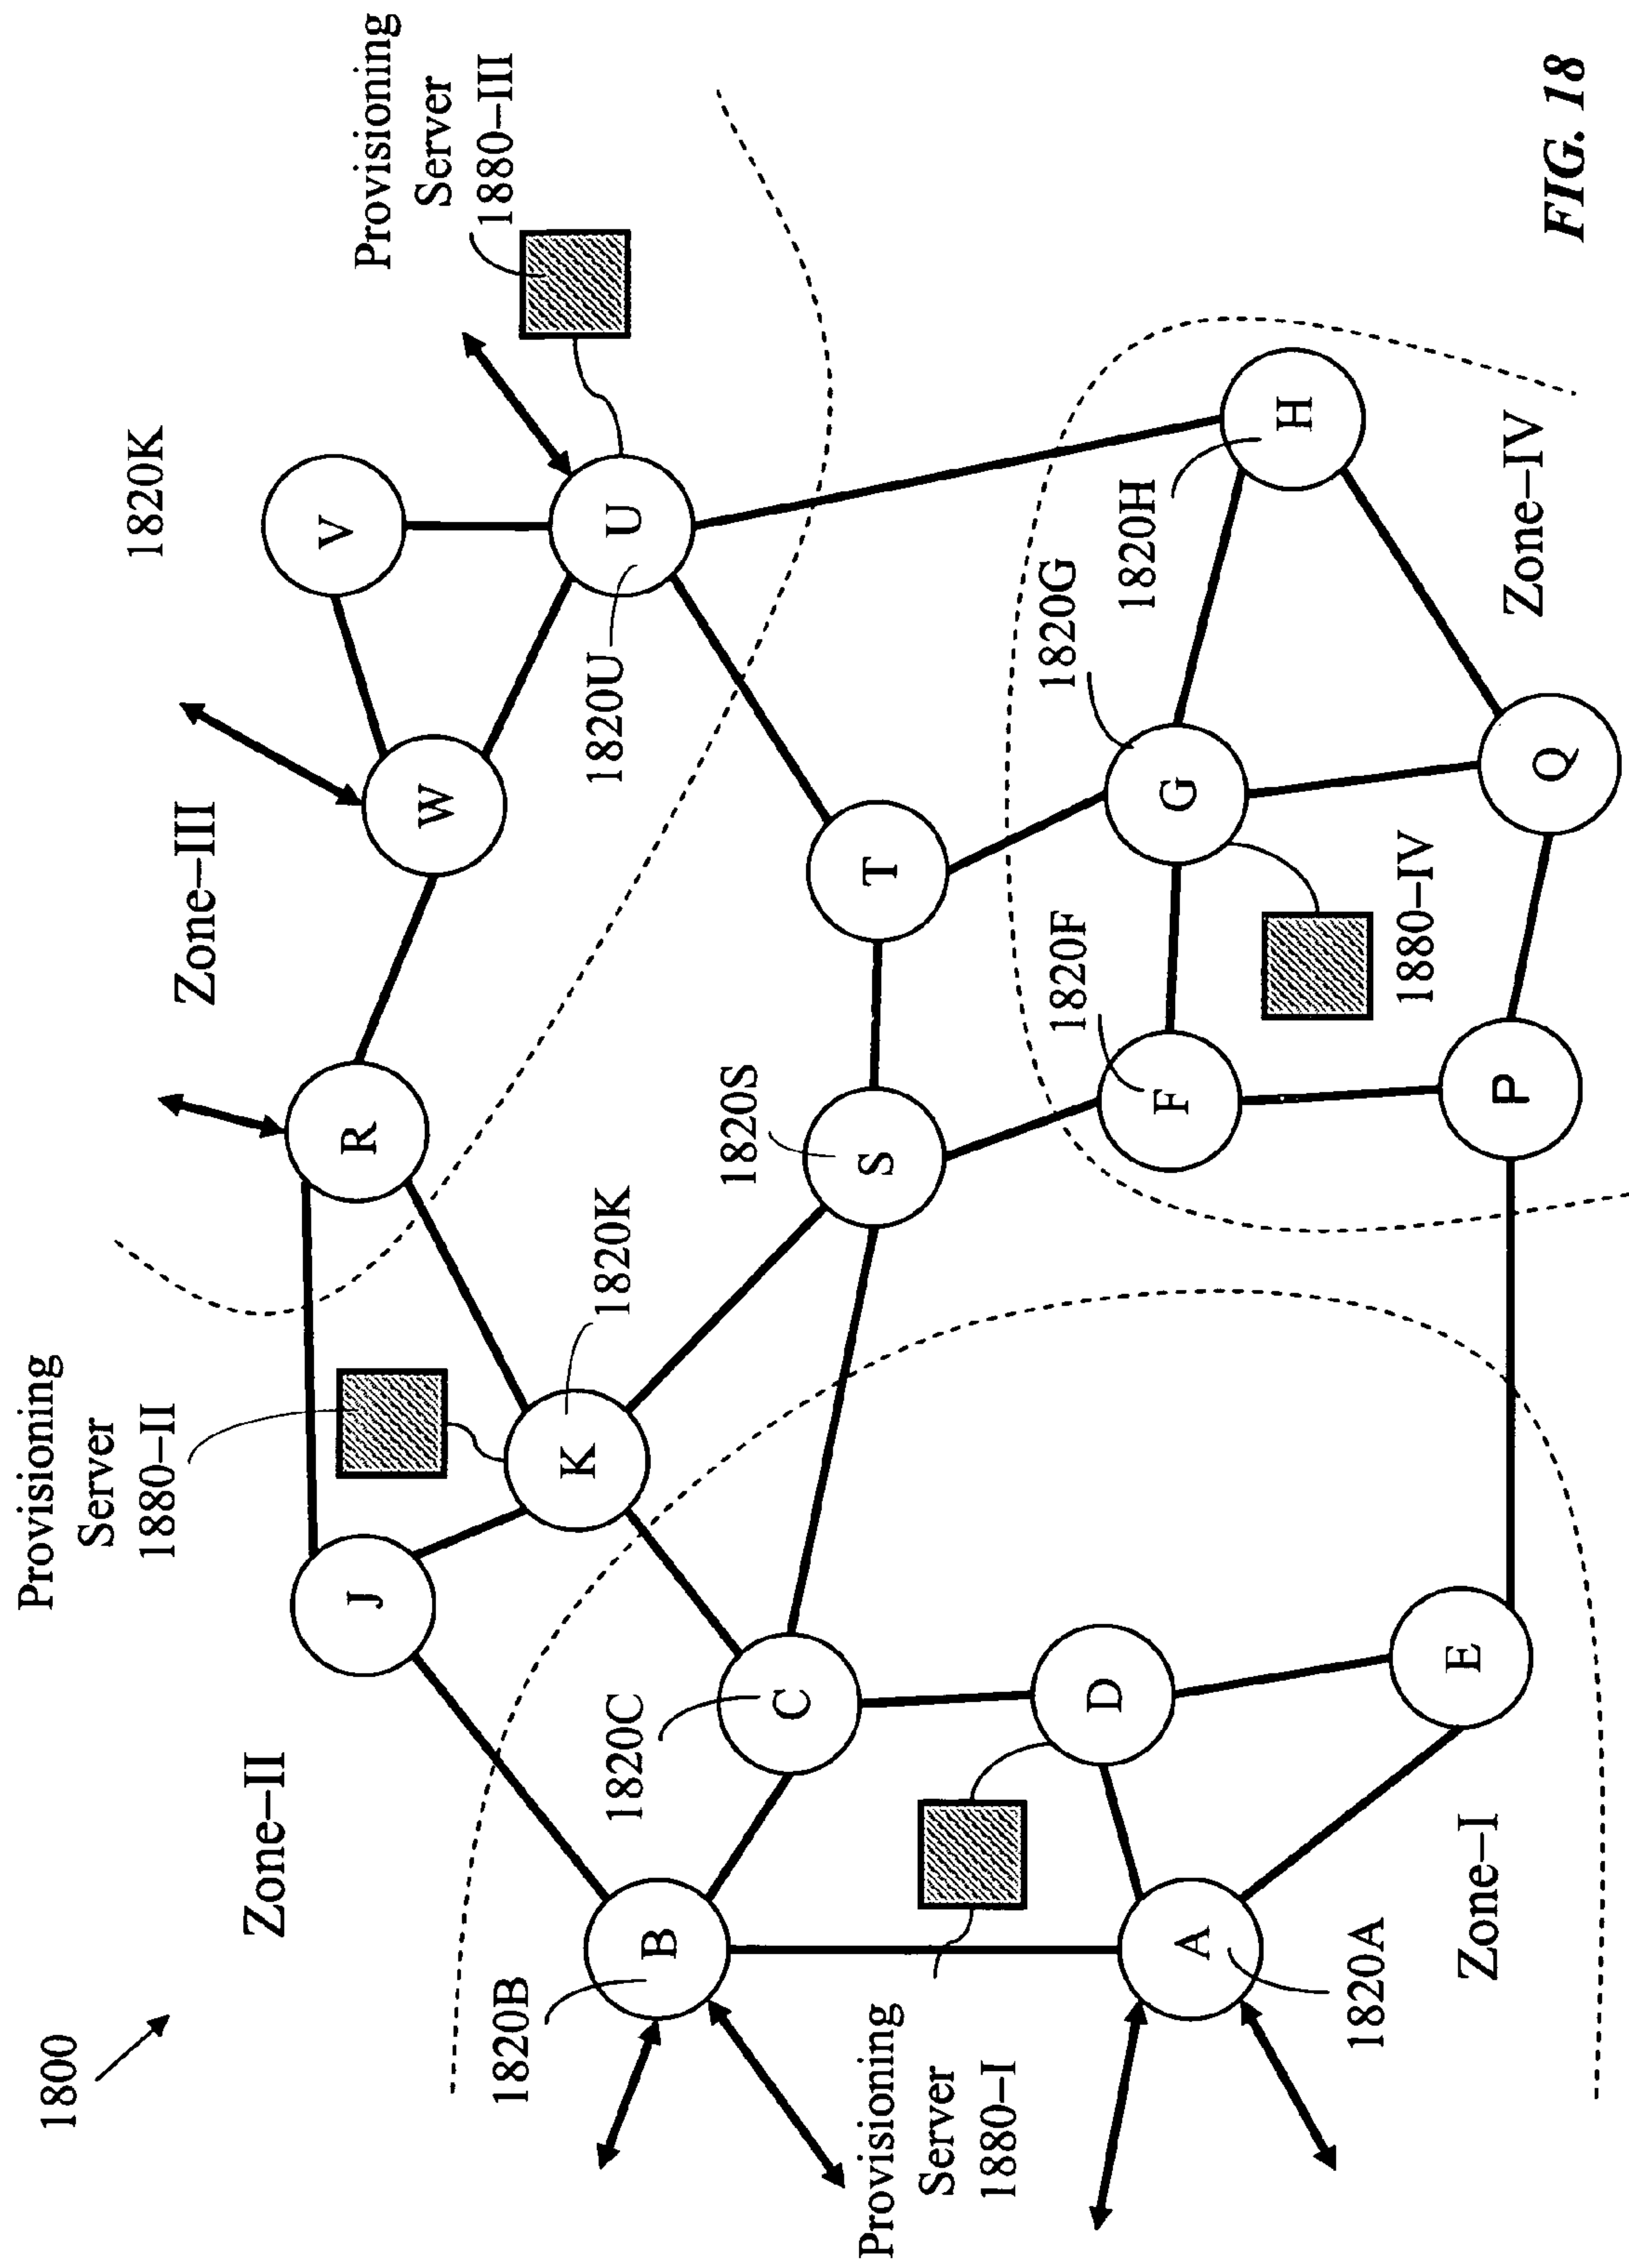 1800
Zone–II
Provisioning
Server
1880–II
Zone–III
1820K
Provisioning
Server
1880–III
J
R
W
V
K
1820K
1820U
U
1820B
B
1820C
C
1820S
S
T
Provisioning
Server
1880–I
D
1820F
F
1820G
G
1820H
H
A
1820A
1880–IV
E
P
Q
Zone–I
Zone–IV
FIG. 18